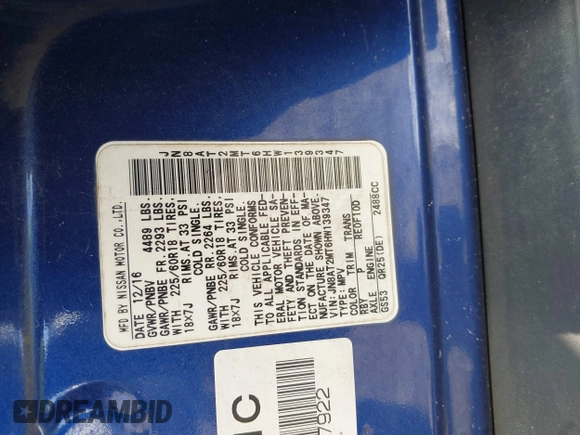 MFD BY NISSAN MOTOR CO.,LTD.
DATE 12/16
GVWR/PNBV 4489 LBS.
GAWR/PNBE FR. 2293 LBS.
WITH 225/60R18 TIRES.
18X7J RIMS.AT 33 PSI
COLD SINGLE.
GAWR/PNBE RR. 2264 LBS.
WITH 225/60R18 TIRES.
18X7J RIMS.AT 33 PSI
COLD SINGLE.
THIS VEHICLE CONFORMS
TO ALL APPLICABLE FED-
ERAL MOTOR VEHICLE SA-
FETY AND THEFT PREVEN-
TION STANDARDS IN EFF-
ECT ON THE DATE OF MA-
NUFACTURE SHOWN ABOVE.
VIN:JN8AT2MT6HW139347
TYPE: MPV
COLOR TRIM TRANS
RBY P RE0F10D
AXLE ENGINE
GS53 QR25(DE) 2488CC
JN8AT2MT6HW139347
7922
DREAMBID